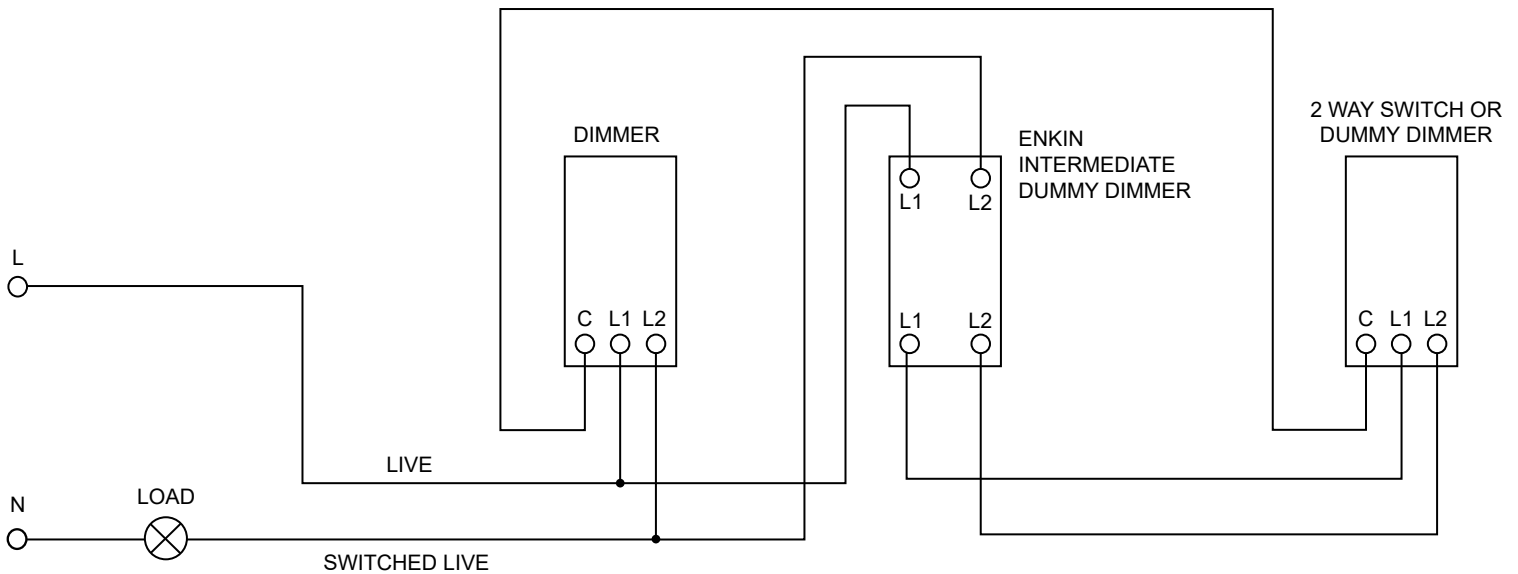 2 WAY SWITCH OR
DUMMY DIMMER
DIMMER
ENKIN
INTERMEDIATE
DUMMY DIMMER
L1 L2
L
C L1 L2
L1 L2
C L1 L2
LIVE
N
LOAD
SWITCHED LIVE